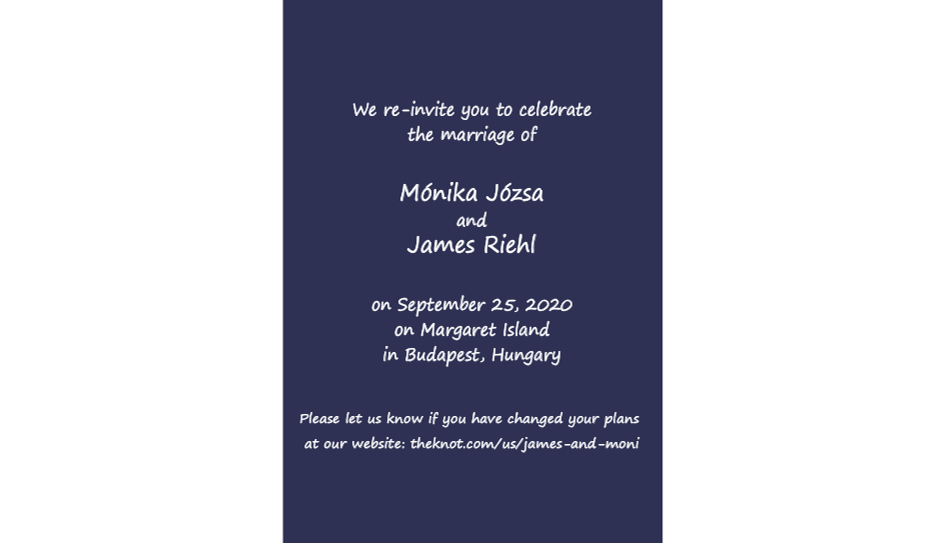 We re-invite you to celebrate
the marriage of
Mónika Józsa
and
James Riehl
on September 25, 2020
on Margaret Island
in Budapest, Hungary
Please let us know if you have changed your plans
at our website: theknot.com/us/james-and-moni